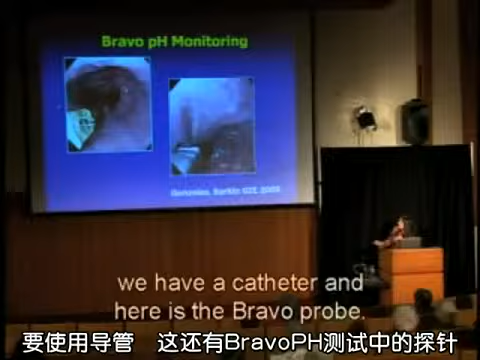 Bravo pH Monitoring
we have a catheter and
here is the Bravo probe.
要使用导管 这还有BravoPH测试中的探针